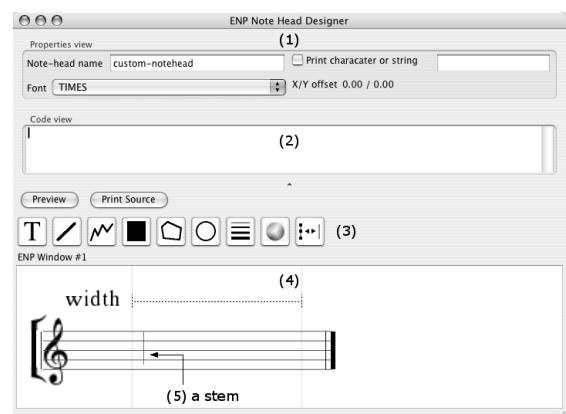 ENP Note Head Designer
(1)
Properties view
Note-head name custom-notehead Print characater or string
Font TIMES X/Y offset 0.00 / 0.00
Code view
(2)
Preview Print Source
T (3)
ENP Window #1
(4)
width
(5) a stem